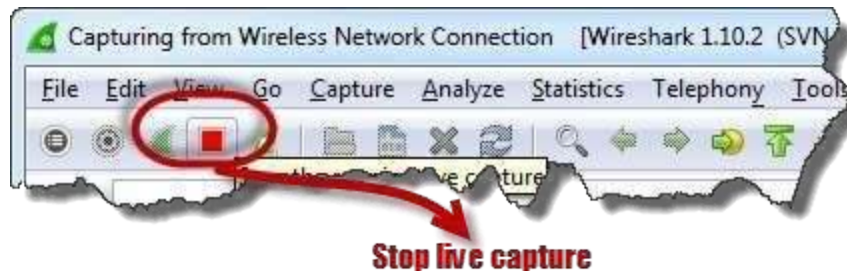 Capturing from Wireless Network Connection [Wireshark 1.10.2 (SVN
File Edit View Go Capture Analyze Statistics Telephony Tools
Stop live capture